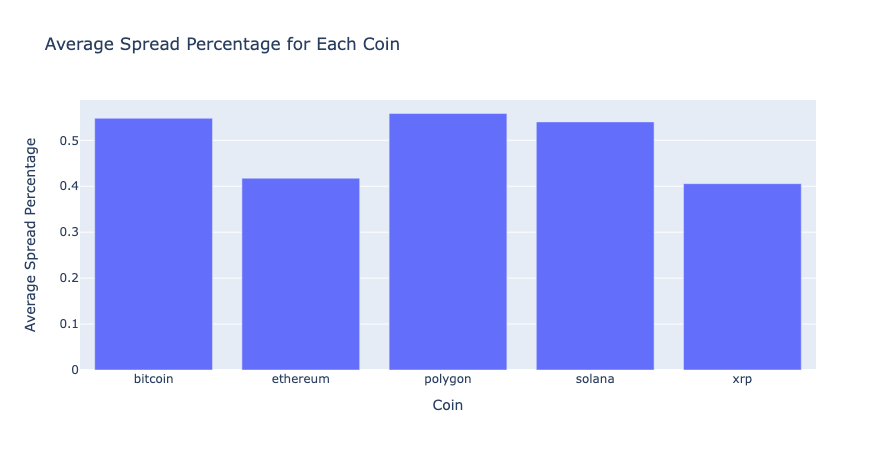 Average Spread Percentage for Each Coin
Average Spread Percentage
0.5
0.4
0.3
0.2
0.1
0
bitcoin ethereum polygon solana xrp
Coin